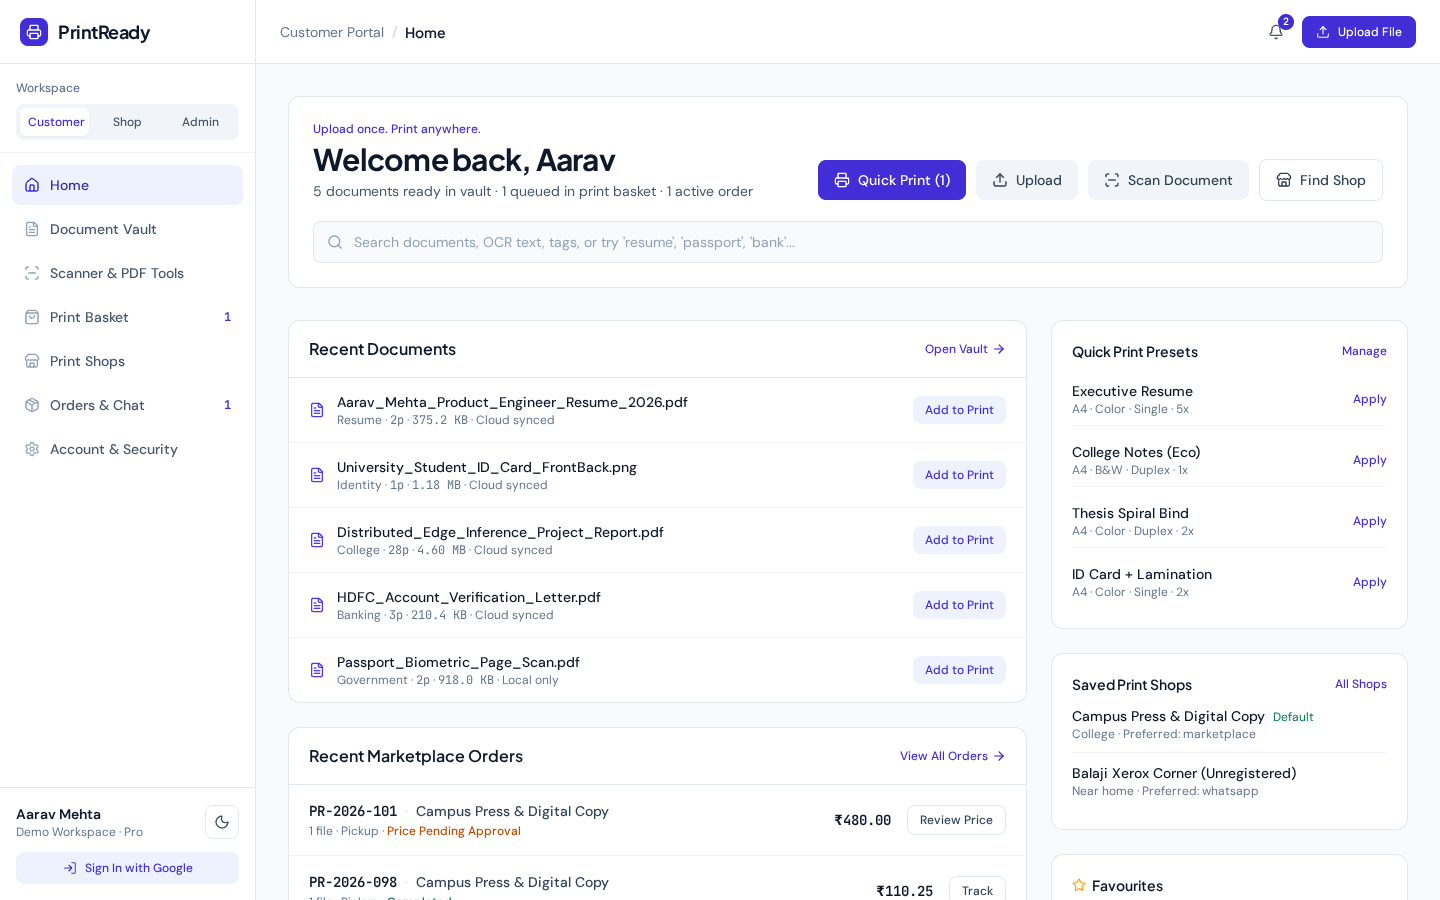 PrintReady
Customer Portal / Home
2
Upload File
Workspace
Customer Shop Admin
Home
Document Vault
Scanner & PDF Tools
Print Basket 1
Print Shops
Orders & Chat 1
Account & Security
Aarav Mehta
Demo Workspace · Pro
Sign In with Google
Upload once. Print anywhere.
Welcome back, Aarav
5 documents ready in vault · 1 queued in print basket · 1 active order
Quick Print (1) Upload Scan Document Find Shop
Search documents, OCR text, tags, or try 'resume', 'passport', 'bank'...
Recent Documents Open Vault
Aarav_Mehta_Product_Engineer_Resume_2026.pdf
Resume · 2p · 375.2 KB · Cloud synced
Add to Print
University_Student_ID_Card_FrontBack.png
Identity · 1p · 1.18 MB · Cloud synced
Add to Print
Distributed_Edge_Inference_Project_Report.pdf
College · 28p · 4.60 MB · Cloud synced
Add to Print
HDFC_Account_Verification_Letter.pdf
Banking · 3p · 210.4 KB · Cloud synced
Add to Print
Passport_Biometric_Page_Scan.pdf
Government · 2p · 918.0 KB · Local only
Add to Print
Recent Marketplace Orders View All Orders
PR-2026-101 · Campus Press & Digital Copy
1 file · Pickup · Price Pending Approval
₹480.00 Review Price
PR-2026-098 · Campus Press & Digital Copy
₹110.25 Track
Quick Print Presets Manage
Executive Resume
A4 · Color · Single · 5x
Apply
College Notes (Eco)
A4 · B&W · Duplex · 1x
Apply
Thesis Spiral Bind
A4 · Color · Duplex · 2x
Apply
ID Card + Lamination
A4 · Color · Single · 2x
Apply
Saved Print Shops All Shops
Campus Press & Digital Copy Default
College · Preferred: marketplace
Balaji Xerox Corner (Unregistered)
Near home · Preferred: whatsapp
Favourites